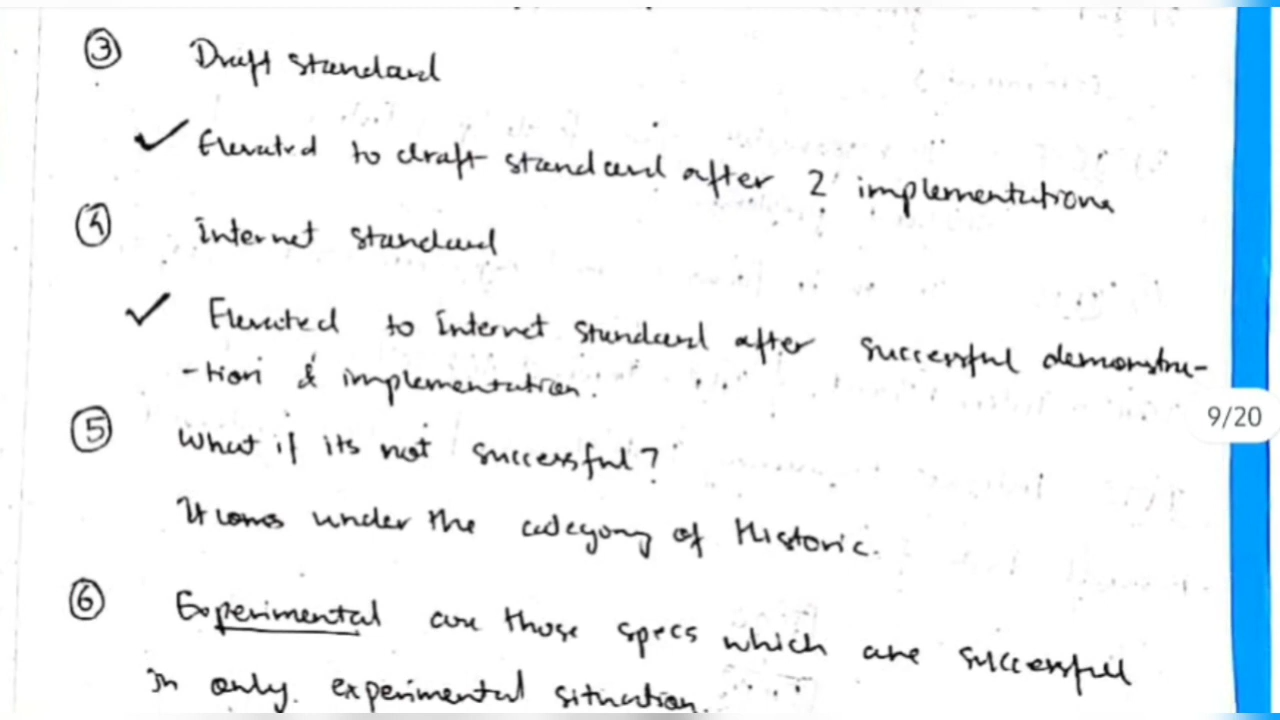 ③ Draft standard
✓ Elevated to draft standard after 2 implementations
④ internet standard
✓ Elevated to internet standard after successful demonstra-
-tion & implementation.
9/20
⑤ What if its not successful?
It comes under the category of Historic.
⑥ Experimental are those specs which are successful
in only experimental situation.